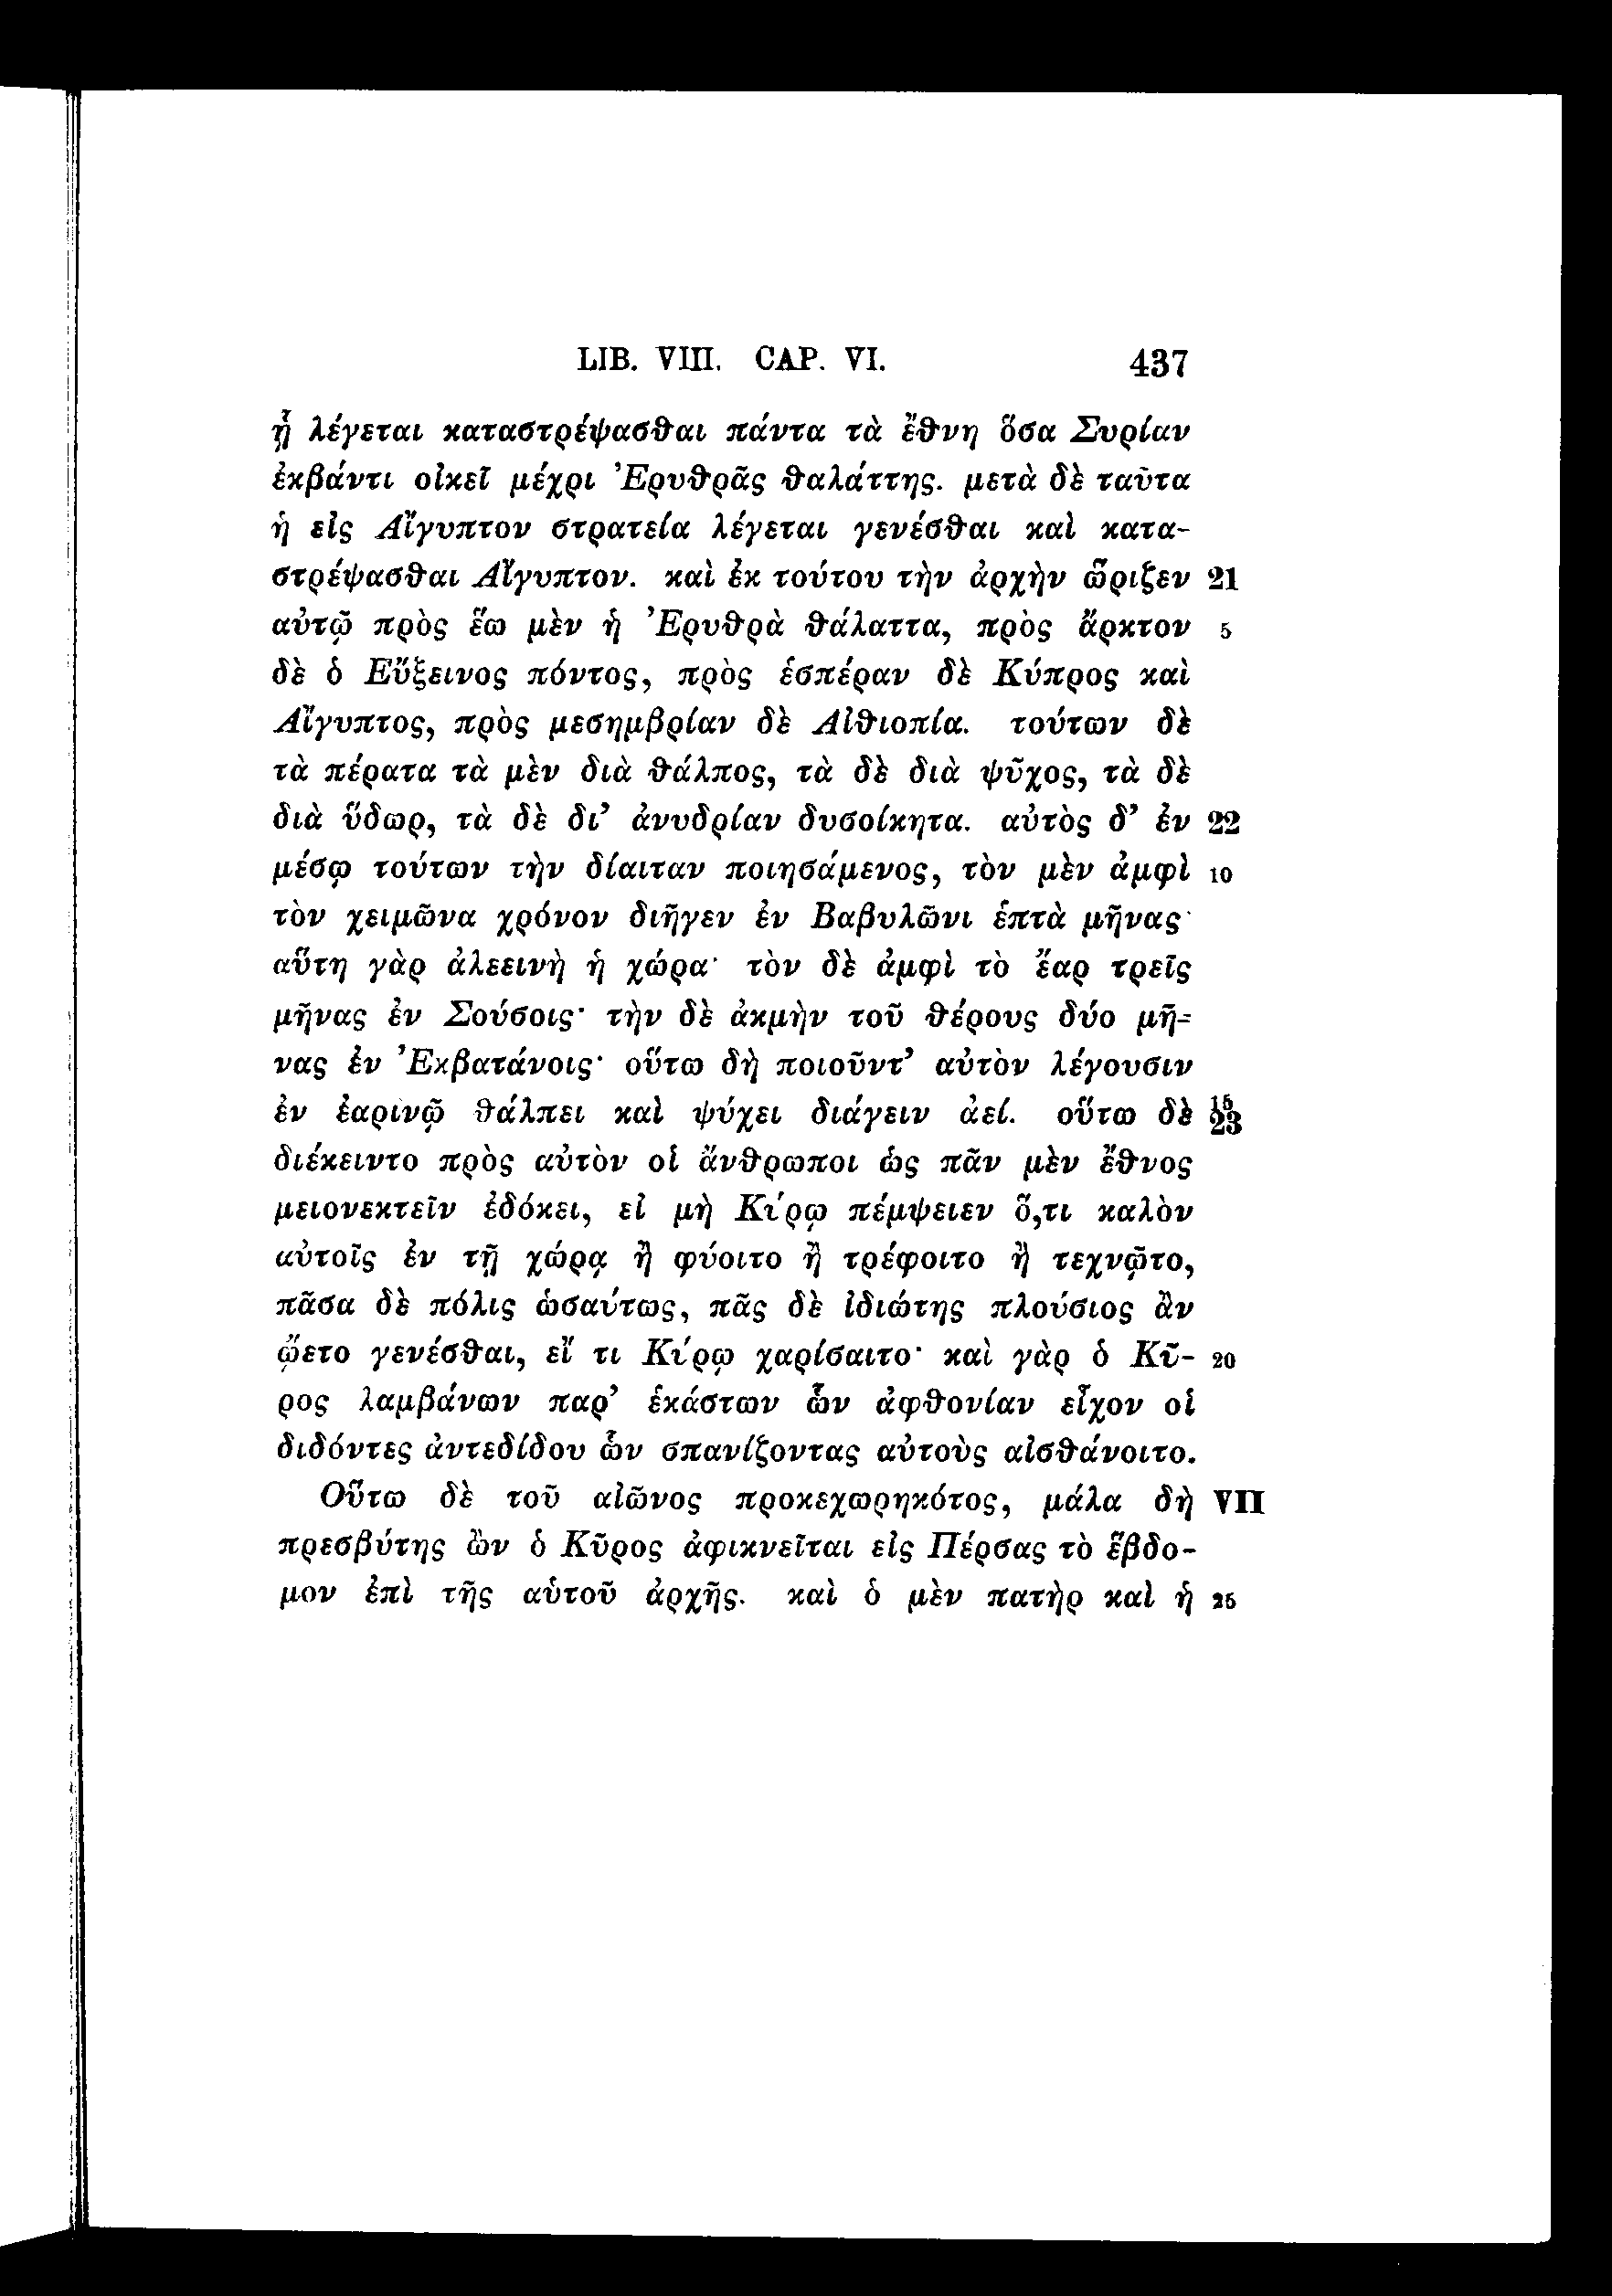 LIB. VIII. CAP. VI. 437
ᾗ λέγεται καταστρέψασθαι πάντα τὰ ἔθνη ὅσα Συρίαν
ἐκβάντι οἰκεῖ μέχρι Ἐρυθρᾶς θαλάττης. μετὰ δὲ ταῦτα
ἡ εἰς Αἴγυπτον στρατεία λέγεται γενέσθαι καὶ κατα-
στρέψασθαι Αἴγυπτον. καὶ ἐκ τούτου τὴν ἀρχὴν ὥριζεν 21
αὐτῷ πρὸς ἕω μὲν ἡ Ἐρυθρὰ θάλαττα, πρὸς ἄρκτον 5
δὲ ὁ Εὔξεινος πόντος, πρὸς ἑσπέραν δὲ Κύπρος καὶ
Αἴγυπτος, πρὸς μεσημβρίαν δὲ Αἰθιοπία. τούτων δὲ
τὰ πέρατα τὰ μὲν διὰ θάλπος, τὰ δὲ διὰ ψῦχος, τὰ δὲ
διὰ ὕδωρ, τὰ δὲ δι’ ἀνυδρίαν δυσοίκητα. αὐτὸς δ’ ἐν 22
μέσῳ τούτων τὴν δίαιταν ποιησάμενος, τὸν μὲν ἀμφὶ 10
τὸν χειμῶνα χρόνον διῆγεν ἐν Βαβυλῶνι ἑπτὰ μῆνας·
αὕτη γὰρ ἀλεεινὴ ἡ χώρα· τὸν δὲ ἀμφὶ τὸ ἔαρ τρεῖς
μῆνας ἐν Σούσοις· τὴν δὲ ἀκμὴν τοῦ θέρους δύο μῆ-
νας ἐν Ἐκβατάνοις· οὕτω δὴ ποιοῦντ’ αὐτὸν λέγουσιν
ἐν ἐαρινῷ θάλπει καὶ ψύχει διάγειν ἀεί. οὕτω δὲ 15 23
διέκειντο πρὸς αὐτὸν οἱ ἄνθρωποι ὡς πᾶν μὲν ἔθνος
μειονεκτεῖν ἐδόκει, εἰ μὴ Κύρῳ πέμψειεν ὅ,τι καλὸν
αὐτοῖς ἐν τῇ χώρᾳ ἢ φύοιτο ἢ τρέφοιτο ἢ τεχνῷτο,
πᾶσα δὲ πόλις ὡσαύτως, πᾶς δὲ ἰδιώτης πλούσιος ἂν
ᾤετο γενέσθαι, εἴ τι Κύρῳ χαρίσαιτο· καὶ γὰρ ὁ Κῦ- 20
ρος λαμβάνων παρ’ ἑκάστων ὧν ἀφθονίαν εἶχον οἱ
διδόντες ἀντεδίδου ὧν σπανίζοντας αὐτοὺς αἰσθάνοιτο.
Οὕτω δὲ τοῦ αἰῶνος προκεχωρηκότος, μάλα δὴ VII
πρεσβύτης ὢν ὁ Κῦρος ἀφικνεῖται εἰς Πέρσας τὸ ἕβδο-
μον ἐπὶ τῆς αὑτοῦ ἀρχῆς. καὶ ὁ μὲν πατὴρ καὶ ἡ 25